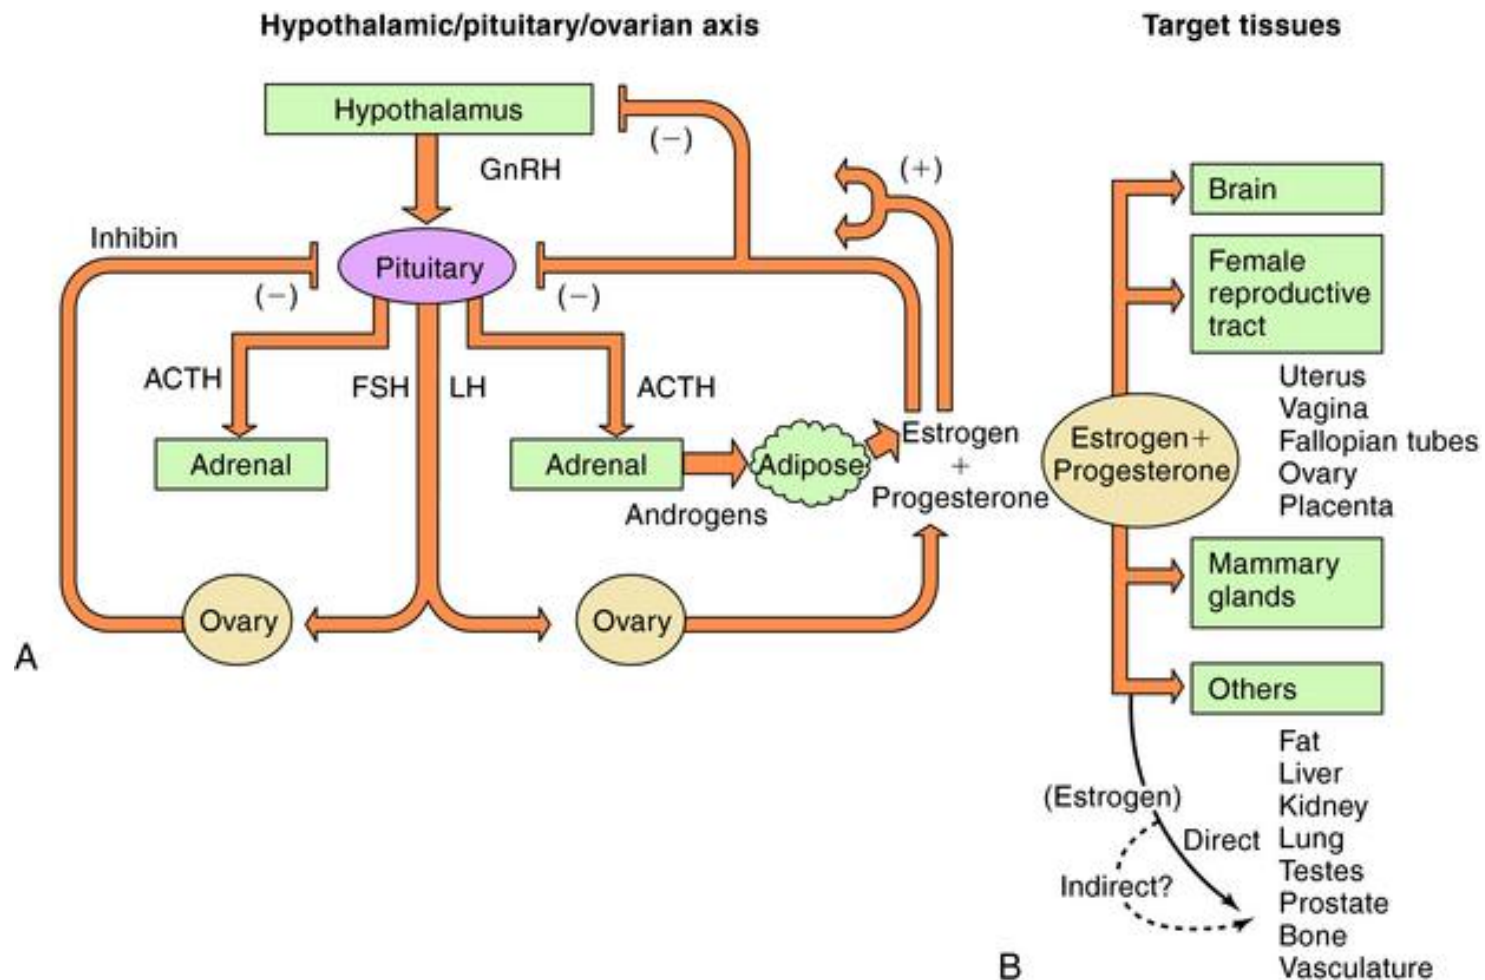 Hypothalamic/pituitary/ovarian axis
Target tissues
Hypothalamus
(−)
GnRH
(+)
Inhibin
Pituitary
(−)
(−)
ACTH
FSH
LH
ACTH
Adrenal
Adrenal
Androgens
Adipose
Estrogen
+
Progesterone
Ovary
Ovary
A
Brain
Female
reproductive
tract
Uterus
Vagina
Fallopian tubes
Ovary
Placenta
Estrogen+
Progesterone
Mammary
glands
Others
Fat
Liver
Kidney
Lung
Testes
Prostate
Bone
Vasculature
(Estrogen)
Direct
Indirect?
B